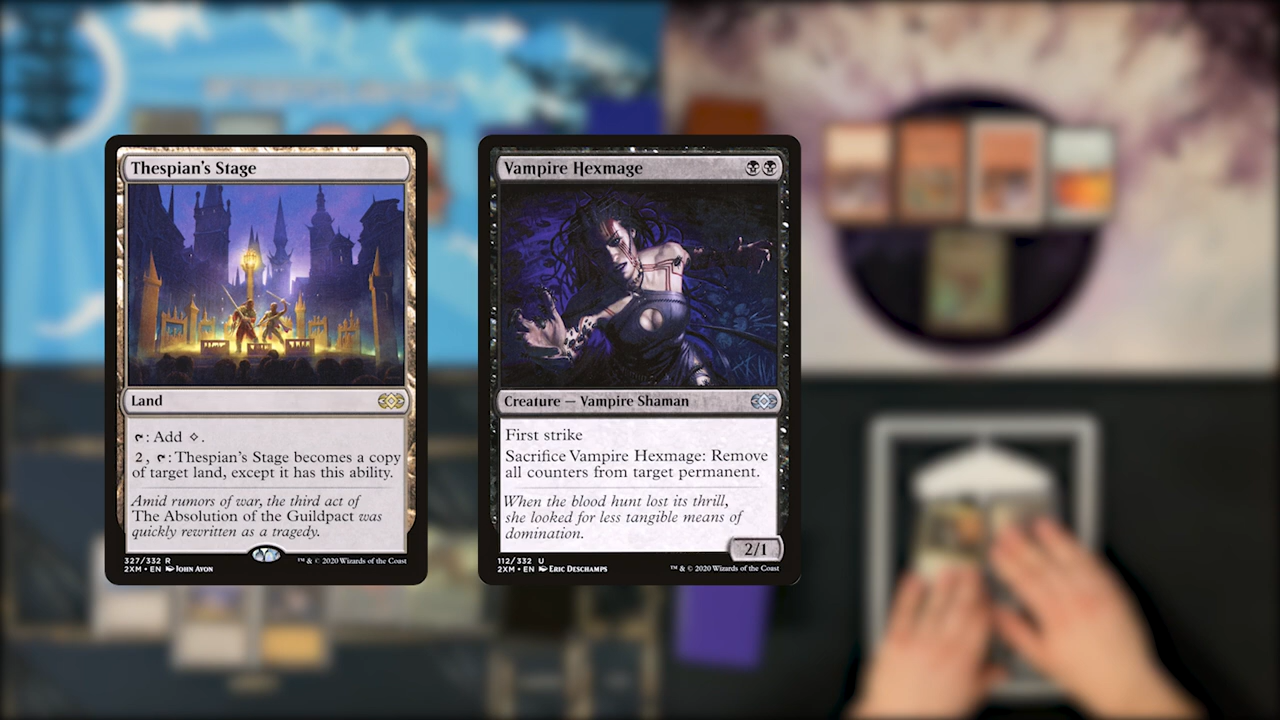 Thespian's Stage
Land
: Add .
2, : Thespian's Stage becomes a copy
of target land, except it has this ability.
Amid rumors of war, the third act of
The Absolution of the Guildpact was
quickly rewritten as a tragedy.
327/332 R
2XM • EN John Avon
™ & © 2020 Wizards of the Coast
Vampire Hexmage
Creature — Vampire Shaman
First strike
Sacrifice Vampire Hexmage: Remove
all counters from target permanent.
When the blood hunt lost its thrill,
she looked for less tangible means of
domination.
2/1
112/332 U
2XM • EN Eric Deschamps
™ & © 2020 Wizards of the Coast